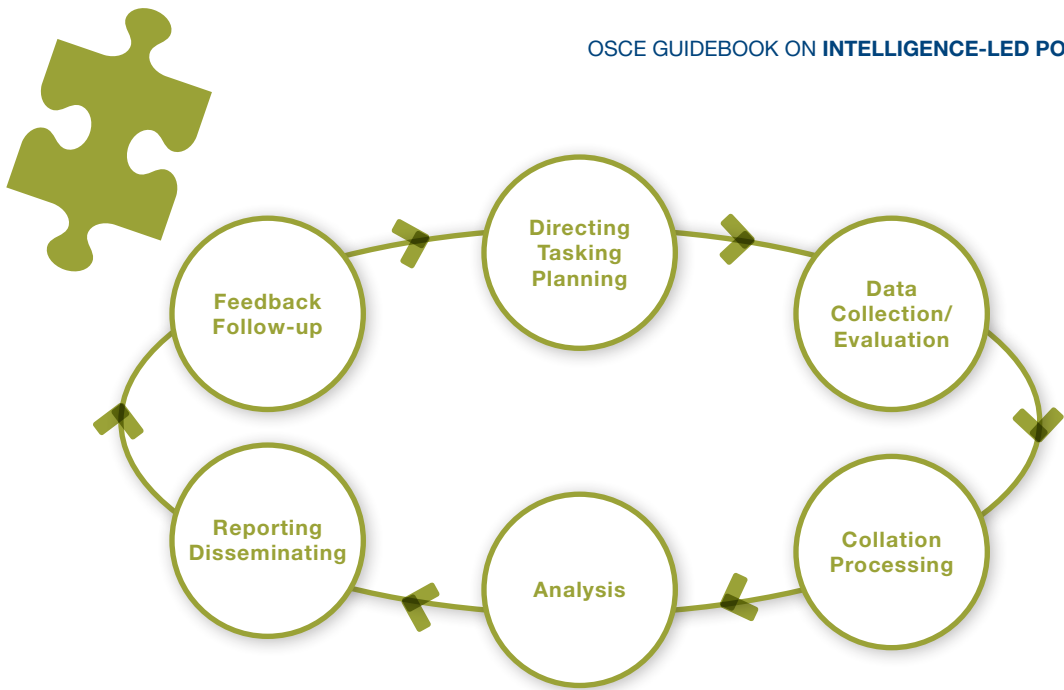 OSCE GUIDEBOOK ON INTELLIGENCE-LED PO
Directing
Tasking
Planning
Data
Collection/
Evaluation
Collation
Processing
Analysis
Reporting
Disseminating
Feedback
Follow-up